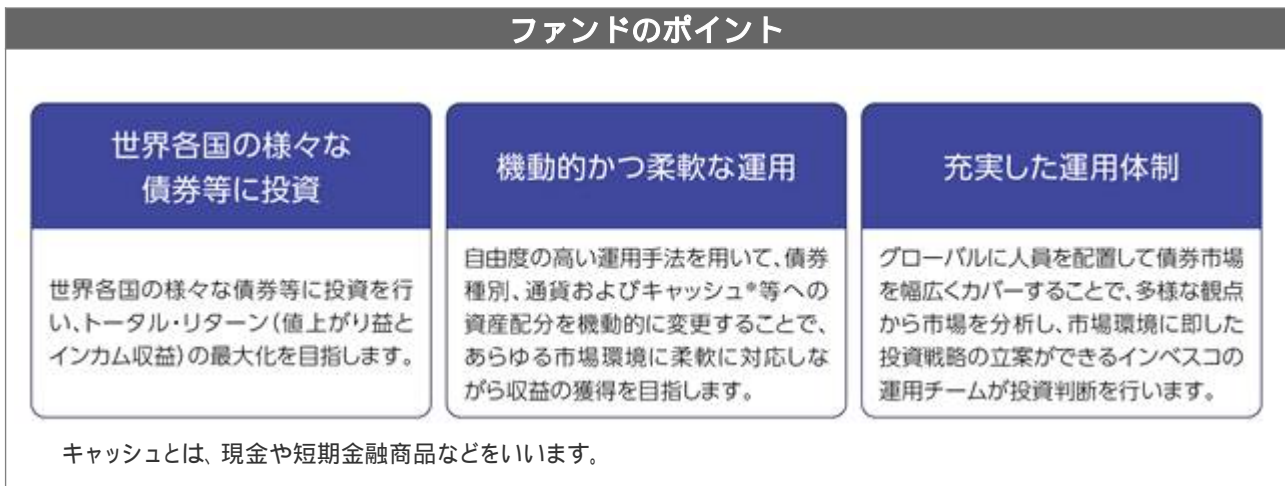 ファンドのポイント
世界各国の様々な
債券等に投資
世界各国の様々な債券等に投資を行
い、トータル・リターン（値上がり益と
インカム収益）の最大化を目指します。
機動的かつ柔軟な運用
自由度の高い運用手法を用いて、債券
種別、通貨およびキャッシュ*等への
資産配分を機動的に変更することで、
あらゆる市場環境に柔軟に対応しな
がら収益の獲得を目指します。
充実した運用体制
グローバルに人員を配置して債券市場
を幅広くカバーすることで、多様な観点
から市場を分析し、市場環境に即した
投資戦略の立案ができるインベスコの
運用チームが投資判断を行います。
キャッシュとは、現金や短期金融商品などをいいます。